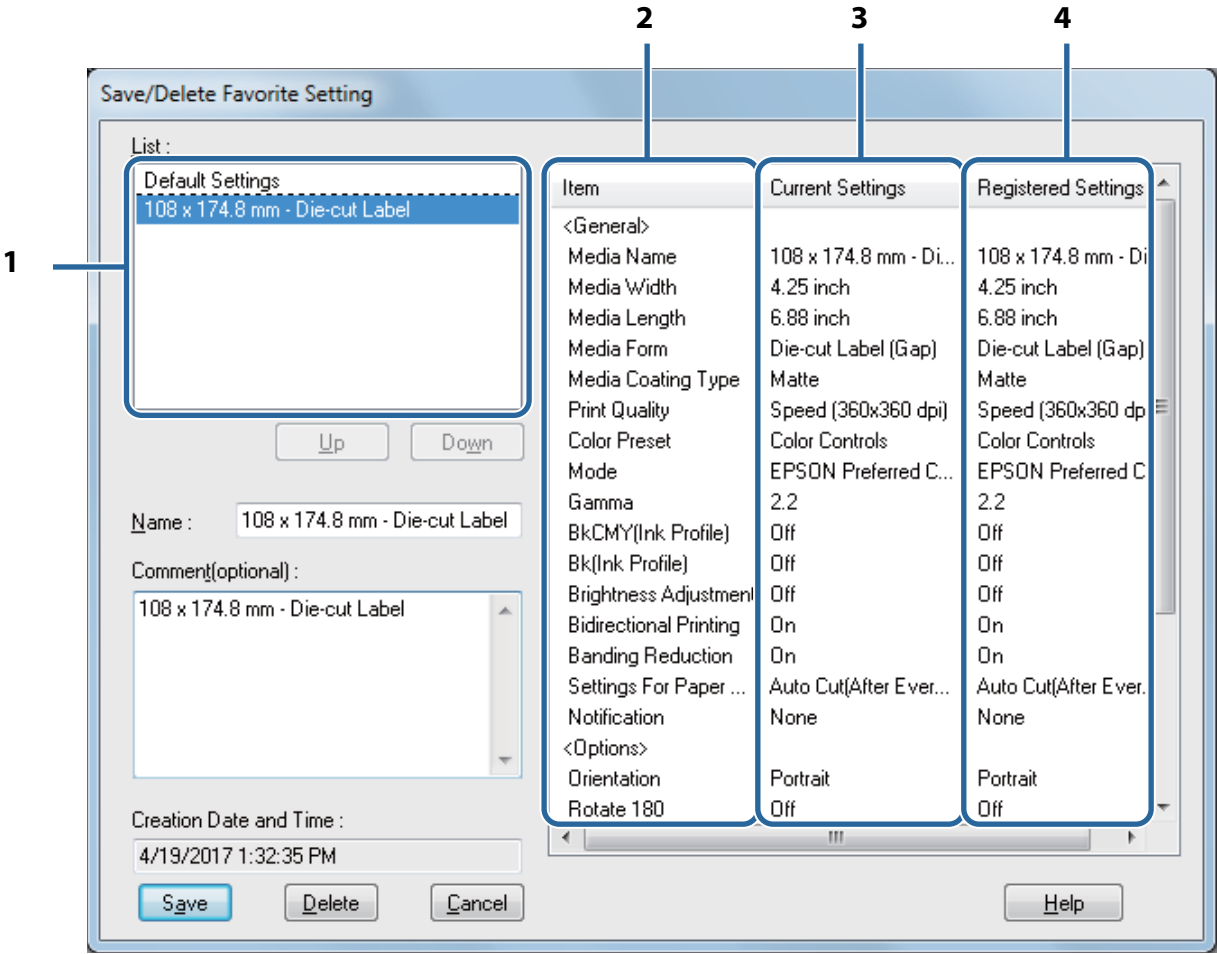 2 3 4
Save/Delete Favorite Setting
List :
Default Settings
108 x 174.8 mm - Die-cut Label
1
Up Down
Name : 108 x 174.8 mm - Die-cut Label
Comment(optional) :
108 x 174.8 mm - Die-cut Label
Creation Date and Time :
4/19/2017 1:32:35 PM
Save Delete Cancel
Item Current Settings Registered Settings
<General>
Media Name 108 x 174.8 mm - Di... 108 x 174.8 mm - Di
Media Width 4.25 inch 4.25 inch
Media Length 6.88 inch 6.88 inch
Media Form Die-cut Label (Gap) Die-cut Label (Gap)
Media Coating Type Matte Matte
Print Quality Speed (360x360 dpi) Speed (360x360 dp
Color Preset Color Controls Color Controls
Mode EPSON Preferred C... EPSON Preferred C
Gamma 2.2 2.2
BkCMY(Ink Profile) Off Off
Bk(Ink Profile) Off Off
Brightness Adjustment Off Off
Bidirectional Printing On On
Banding Reduction On On
Settings For Paper ... Auto Cut(After Ever... Auto Cut(After Ever.
Notification None None
<Options>
Orientation Portrait Portrait
Rotate 180 Off Off
Help